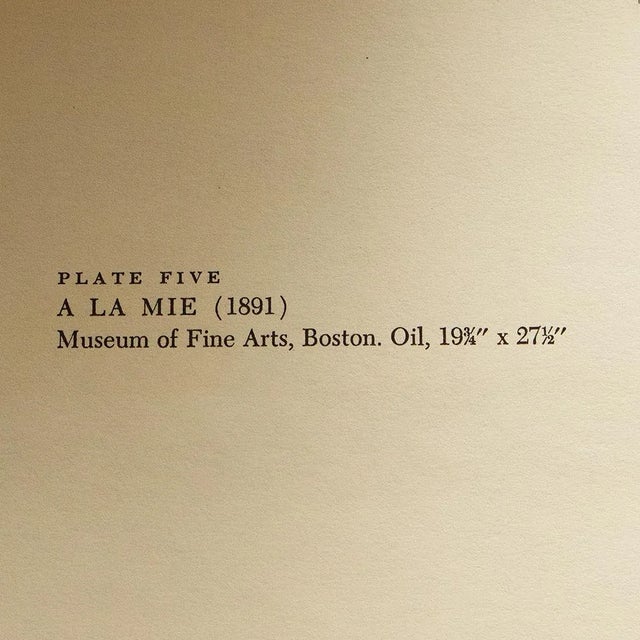 PLATE FIVE
A LA MIE (1891)
Museum of Fine Arts, Boston. Oil, 19¾″ x 27½″